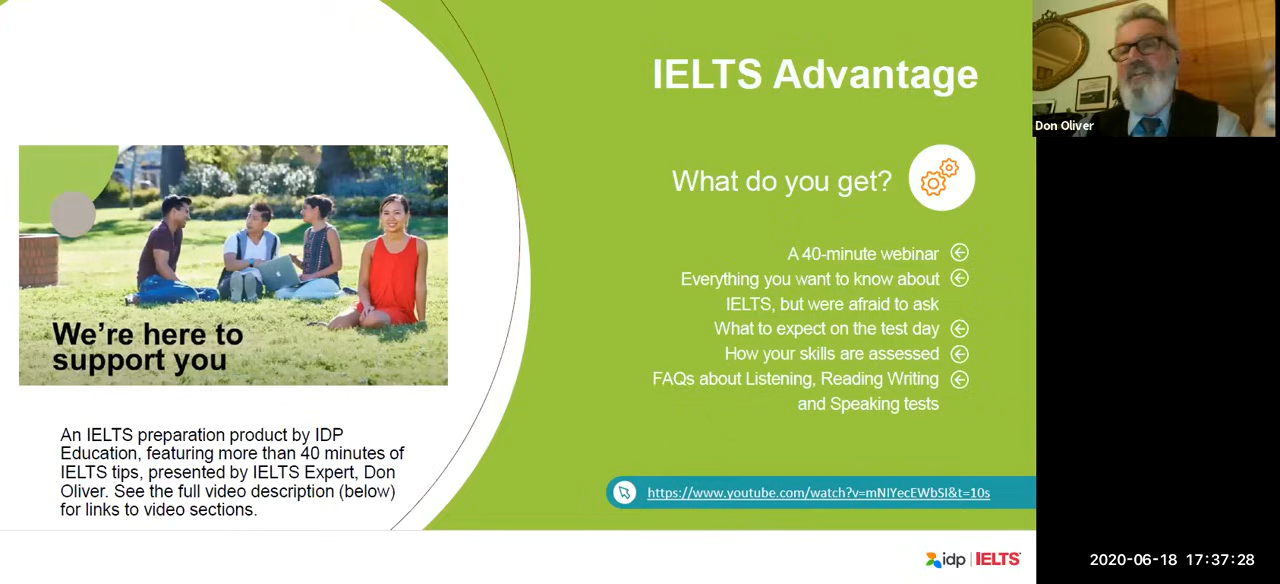 IELTS Advantage
What do you get?
A 40-minute webinar
Everything you want to know about
IELTS, but were afraid to ask
What to expect on the test day
How your skills are assessed
FAQs about Listening, Reading Writing
and Speaking tests
https://www.youtube.com/watch?v=mNIYecEWbSI&t=10s
We're here to
support you
An IELTS preparation product by IDP
Education, featuring more than 40 minutes of
IELTS tips, presented by IELTS Expert, Don
Oliver. See the full video description (below)
for links to video sections.
Don Oliver
idp | IELTS
2020-06-18 17:37:28